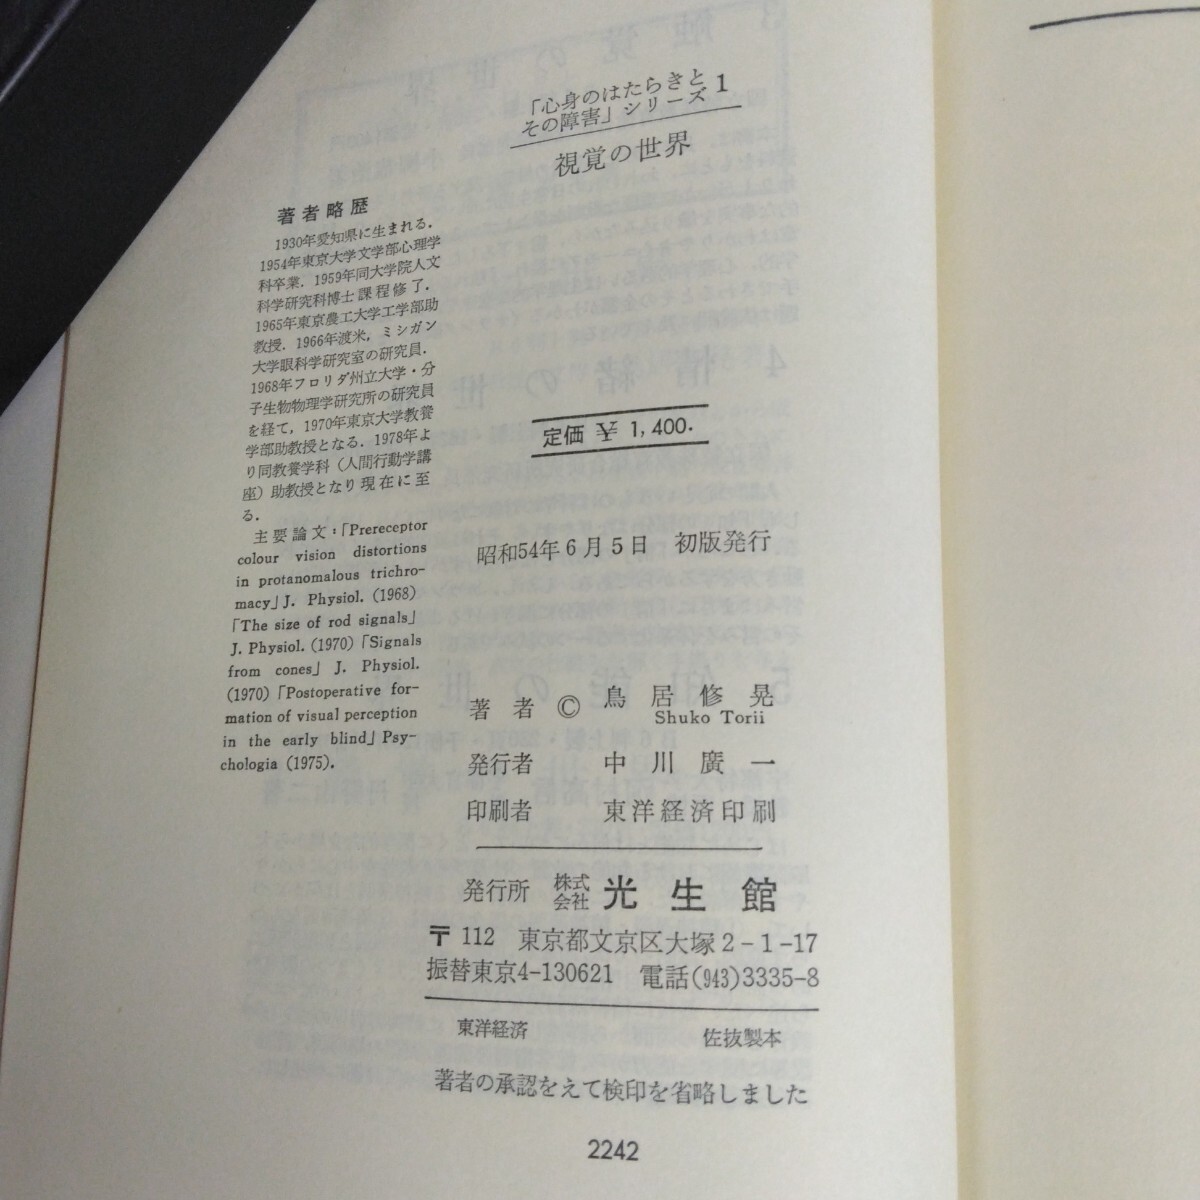 「心身のはたらきと
その障害」シリーズ 1
視覚の世界
著者略歴
1930年愛知県に生まれる．
1954年東京大学文学部心理学
科卒業．1959年同大学院人文
科学研究科博士課程修了．
1965年東京農工大学工学部助
教授．1966年渡米，ミシガン
大学眼科学研究室の研究員．
1968年フロリダ州立大学・分
子生物物理学研究所の研究員
を経て，1970年東京大学教養
学部助教授となる．1978年よ
り同教養学科（人間行動学講
座）助教授となり現在に至
る．
主要論文：「Prereceptor
colour vision distortions
in protanomalous trichro-
macy」J. Physiol. (1968)
「The size of rod signals」
J. Physiol. (1970)「Signals
from cones」 J. Physiol.
(1970)「Postoperative for-
mation of visual perception
in the early blind」Psy-
chologia (1975).
定価 ¥ 1,400.
昭和54年6月5日 初版発行
著者 © 鳥居修晃
Shuko Torii
発行者 中川廣一
印刷者 東洋経済印刷
発行所 株式会社 光生館
〒112 東京都文京区大塚2-1-17
振替東京4-130621 電話(943)3335-8
東洋経済 佐抜製本
著者の承認をえて検印を省略しました
2242